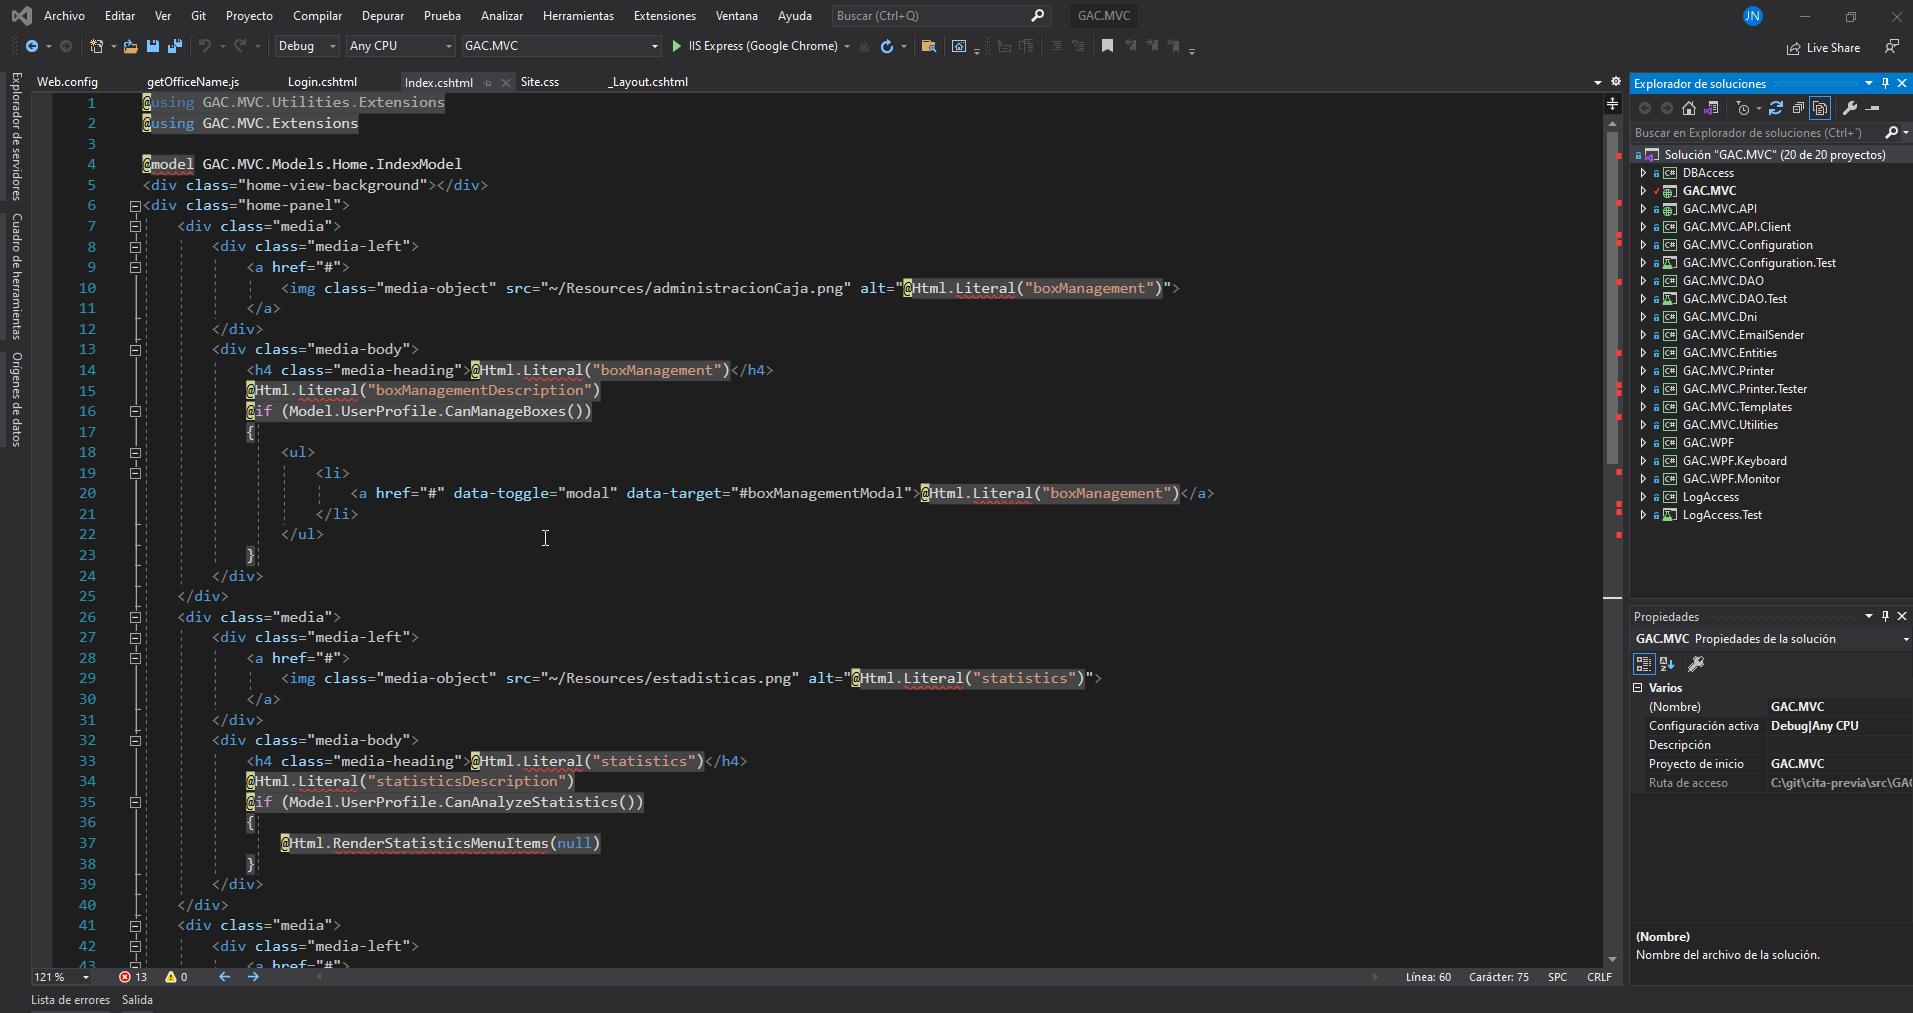 Archivo Editar Ver Git Proyecto Compilar Depurar Prueba Analizar Herramientas Extensiones Ventana Ayuda Buscar (Ctrl+Q) GAC.MVC JN
Debug Any CPU GAC.MVC IIS Express (Google Chrome) Live Share
Web.config getOfficeName.js Login.cshtml Index.cshtml Site.css _Layout.cshtml
Explorador de servidores
Cuadro de herramientas
Orígenes de datos
1 @using GAC.MVC.Utilities.Extensions
2 @using GAC.MVC.Extensions
3
4 @model GAC.MVC.Models.Home.IndexModel
5 <div class="home-view-background"></div>
6 <div class="home-panel">
7 <div class="media">
8 <div class="media-left">
9 <a href="#">
10 <img class="media-object" src="~/Resources/administracionCaja.png" alt="@Html.Literal("boxManagement")">
11 </a>
12 </div>
13 <div class="media-body">
14 <h4 class="media-heading">@Html.Literal("boxManagement")</h4>
15 @Html.Literal("boxManagementDescription")
16 @if (Model.UserProfile.CanManageBoxes())
17 {
18 <ul>
19 <li>
20 <a href="#" data-toggle="modal" data-target="#boxManagementModal">@Html.Literal("boxManagement")</a>
21 </li>
22 </ul>
23 }
24 </div>
25 </div>
26 <div class="media">
27 <div class="media-left">
28 <a href="#">
29 <img class="media-object" src="~/Resources/estadisticas.png" alt="@Html.Literal("statistics")">
30 </a>
31 </div>
32 <div class="media-body">
33 <h4 class="media-heading">@Html.Literal("statistics")</h4>
34 @Html.Literal("statisticsDescription")
35 @if (Model.UserProfile.CanAnalyzeStatistics())
36 {
37 @Html.RenderStatisticsMenuItems(null)
38 }
39 </div>
40 </div>
41 <div class="media">
42 <div class="media-left">
43 <a href="#">
121 % 13 0 Línea: 60 Carácter: 75 SPC CRLF
Lista de errores Salida
Explorador de soluciones
Buscar en Explorador de soluciones (Ctrl+´)
Solución "GAC.MVC" (20 de 20 proyectos)
DBAccess
GAC.MVC
GAC.MVC.API
GAC.MVC.API.Client
GAC.MVC.Configuration
GAC.MVC.Configuration.Test
GAC.MVC.DAO
GAC.MVC.DAO.Test
GAC.MVC.Dni
GAC.MVC.EmailSender
GAC.MVC.Entities
GAC.MVC.Printer
GAC.MVC.Printer.Tester
GAC.MVC.Templates
GAC.MVC.Utilities
GAC.WPF
GAC.WPF.Keyboard
GAC.WPF.Monitor
LogAccess
LogAccess.Test
Propiedades
GAC.MVC Propiedades de la solución
Varios
(Nombre) GAC.MVC
Configuración activa Debug|Any CPU
Descripción
Proyecto de inicio GAC.MVC
Ruta de acceso C:\git\cita-previa\src\GAC
(Nombre)
Nombre del archivo de la solución.